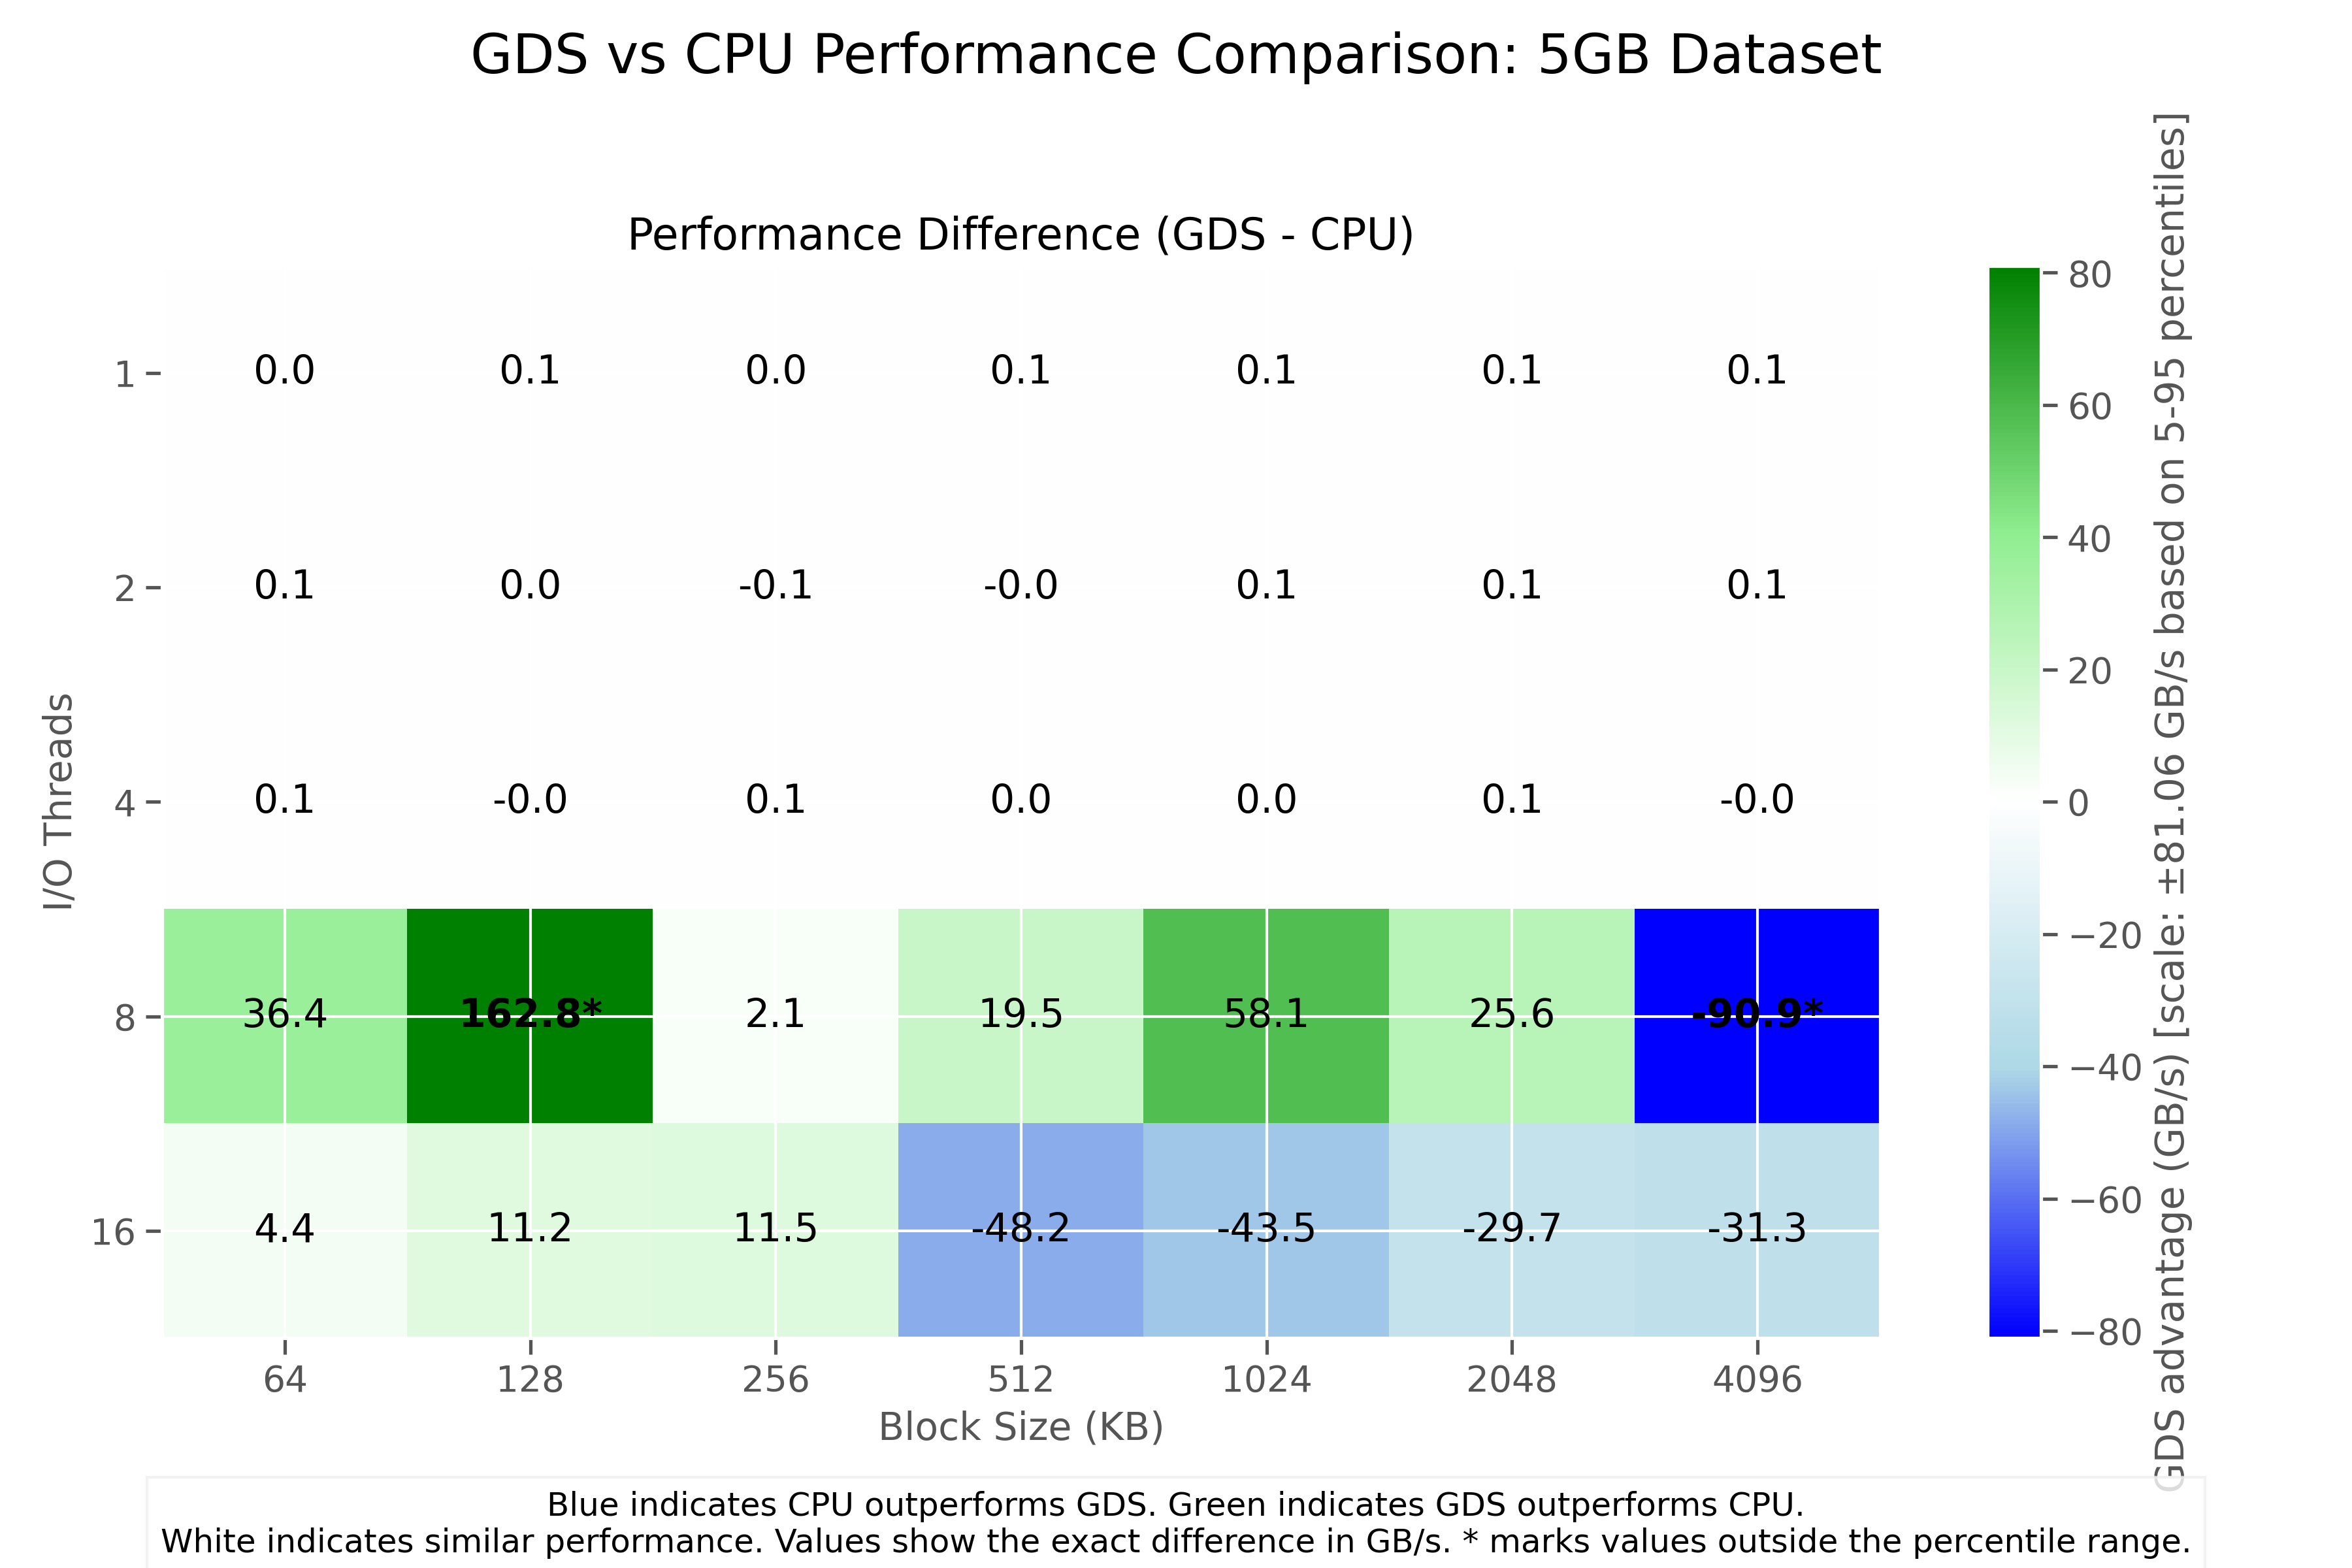 GDS vs CPU Performance Comparison: 5GB Dataset
Performance Difference (GDS - CPU)
I/O Threads
1 0.0 0.1 0.0 0.1 0.1 0.1 0.1
2 0.1 0.0 -0.1 -0.0 0.1 0.1 0.1
4 0.1 -0.0 0.1 0.0 0.0 0.1 -0.0
8 36.4 162.8* 2.1 19.5 58.1 25.6 -90.9*
16 4.4 11.2 11.5 -48.2 -43.5 -29.7 -31.3
64 128 256 512 1024 2048 4096
Block Size (KB)
80
60
40
20
0
−20
−40
−60
−80
GDS advantage (GB/s) [scale: ±81.06 GB/s based on 5-95 percentiles]
Blue indicates CPU outperforms GDS. Green indicates GDS outperforms CPU.
White indicates similar performance. Values show the exact difference in GB/s. * marks values outside the percentile range.